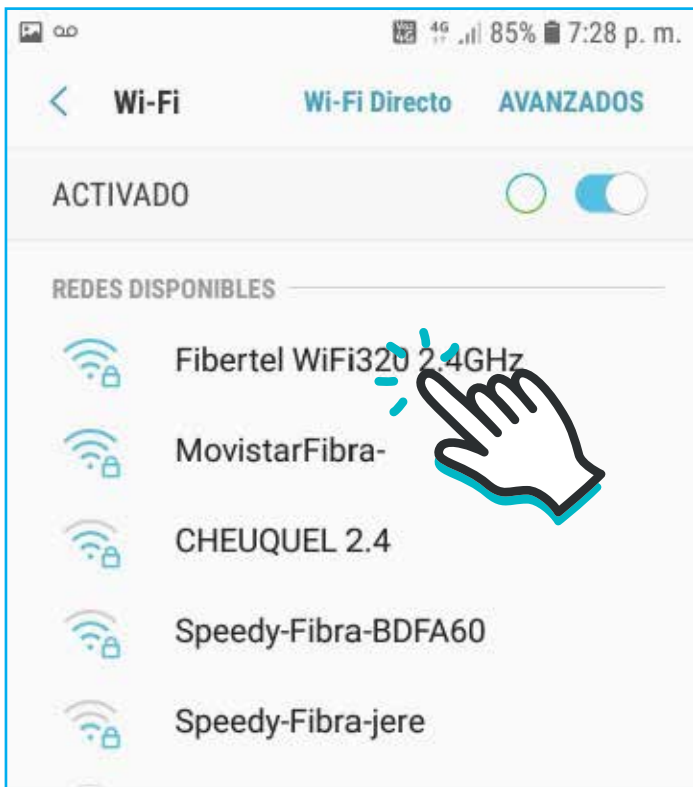 4G 85% 7:28 p. m.
Wi-Fi Wi-Fi Directo AVANZADOS
ACTIVADO
REDES DISPONIBLES
Fibertel WiFi320 2.4GHz
MovistarFibra-
CHEUQUEL 2.4
Speedy-Fibra-BDFA60
Speedy-Fibra-jere